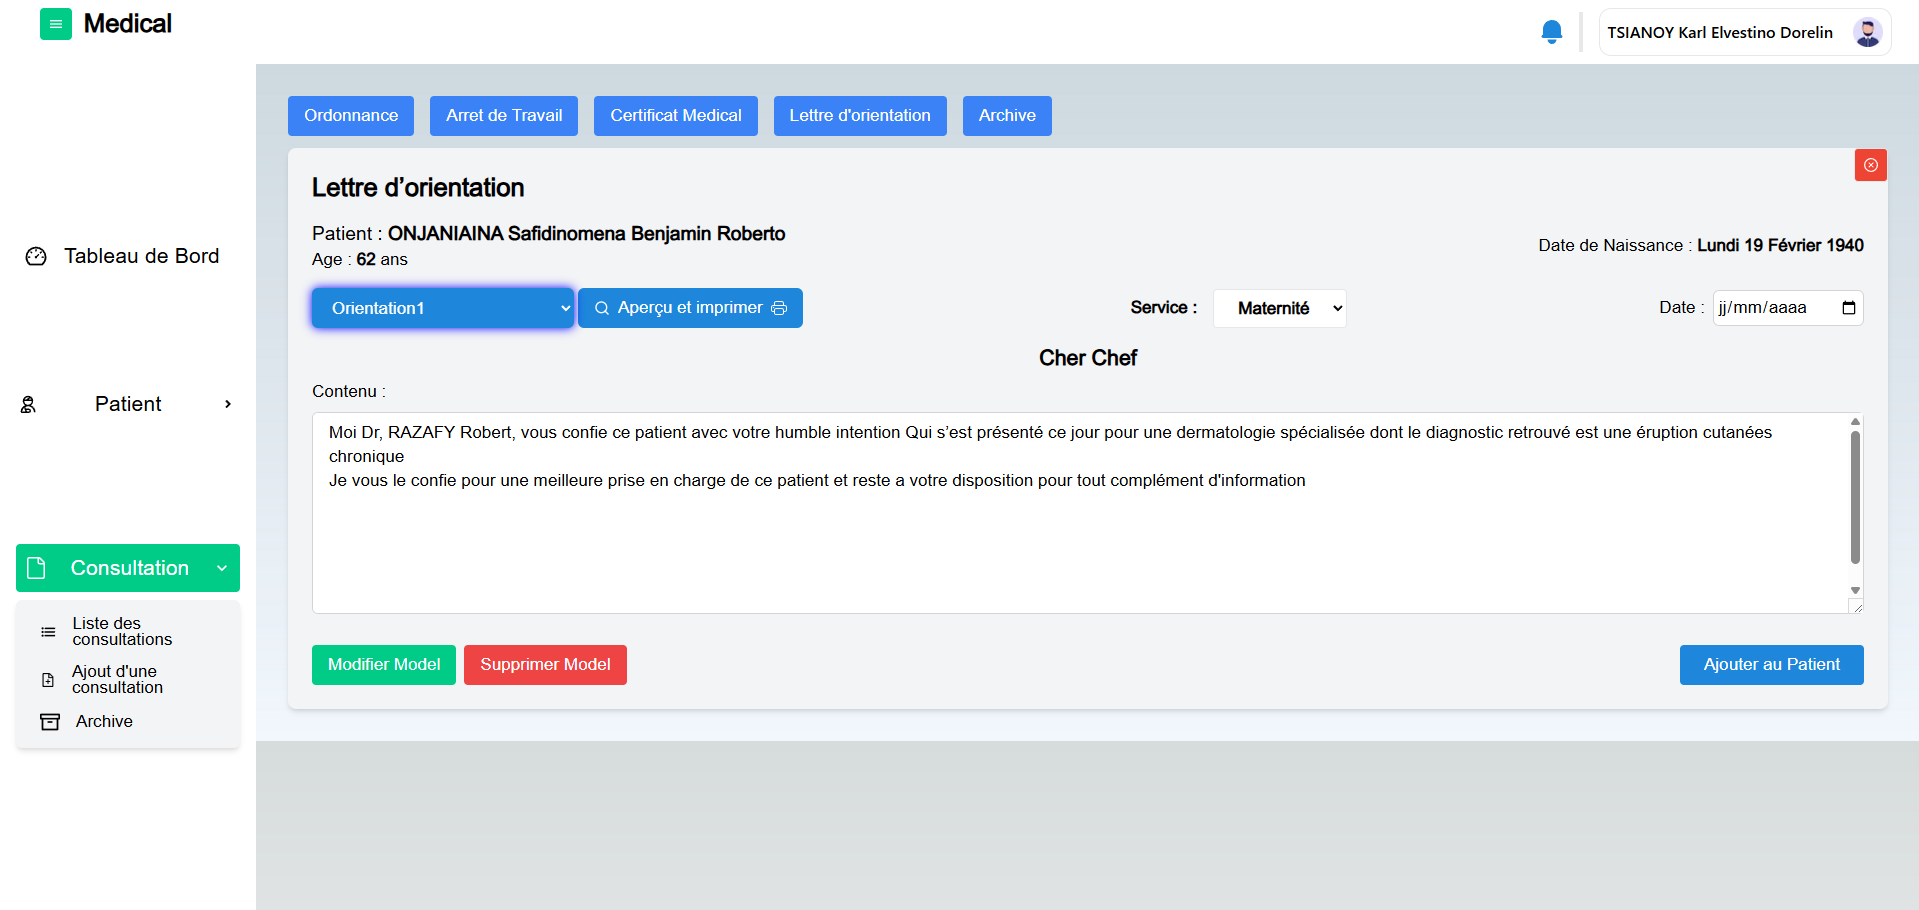 Medical
TSIANOY Karl Elvestino Dorelin
Tableau de Bord
Patient
Consultation
Liste des
consultations
Ajout d'une
consultation
Archive
Ordonnance
Arret de Travail
Certificat Medical
Lettre d'orientation
Archive
Lettre d’orientation
Patient : ONJANIAINA Safidinomena Benjamin Roberto
Age : 62 ans
Date de Naissance : Lundi 19 Février 1940
Orientation1
Aperçu et imprimer
Service :
Maternité
Date :
jj/mm/aaaa
Cher Chef
Contenu :
Moi Dr, RAZAFY Robert, vous confie ce patient avec votre humble intention Qui s’est présenté ce jour pour une dermatologie spécialisée dont le diagnostic retrouvé est une éruption cutanées
chronique
Je vous le confie pour une meilleure prise en charge de ce patient et reste a votre disposition pour tout complément d'information
Modifier Model
Supprimer Model
Ajouter au Patient